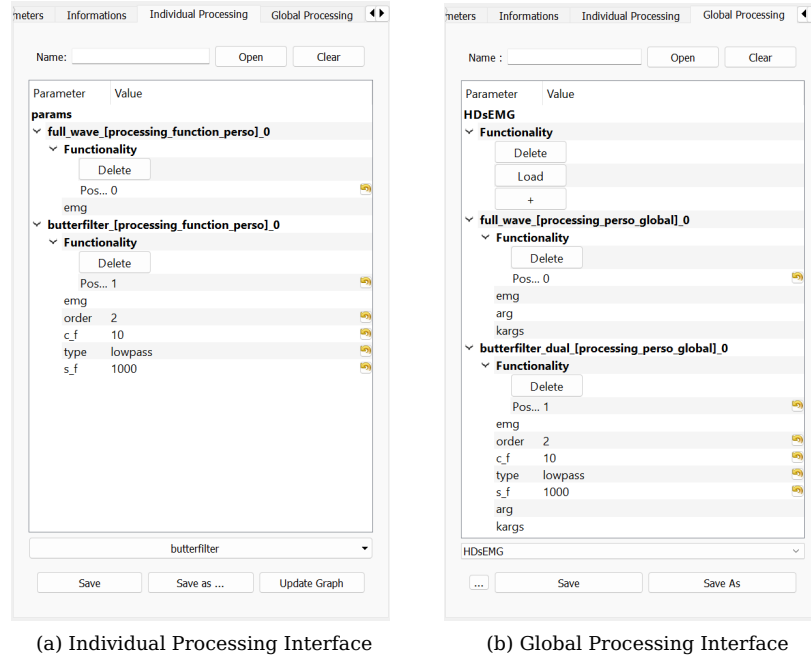 meters Informations Individual Processing Global Processing
Name: Open Clear
Parameter Value
params
full_wave_[processing_function_perso]_0
Functionality
Delete
Pos... 0
emg
butterfilter_[processing_function_perso]_0
Functionality
Delete
Pos... 1
emg
order 2
c_f 10
type lowpass
s_f 1000
butterfilter
Save Save as ... Update Graph
(a) Individual Processing Interface
meters Informations Individual Processing Global Processing
Name : Open Clear
Parameter Value
HDsEMG
Functionality
Delete
Load
+
full_wave_[processing_perso_global]_0
Functionality
Delete
Pos... 0
emg
arg
kargs
butterfilter_dual_[processing_perso_global]_0
Functionality
Delete
Pos... 1
emg
order 2
c_f 10
type lowpass
s_f 1000
arg
kargs
HDsEMG
... Save Save As
(b) Global Processing Interface